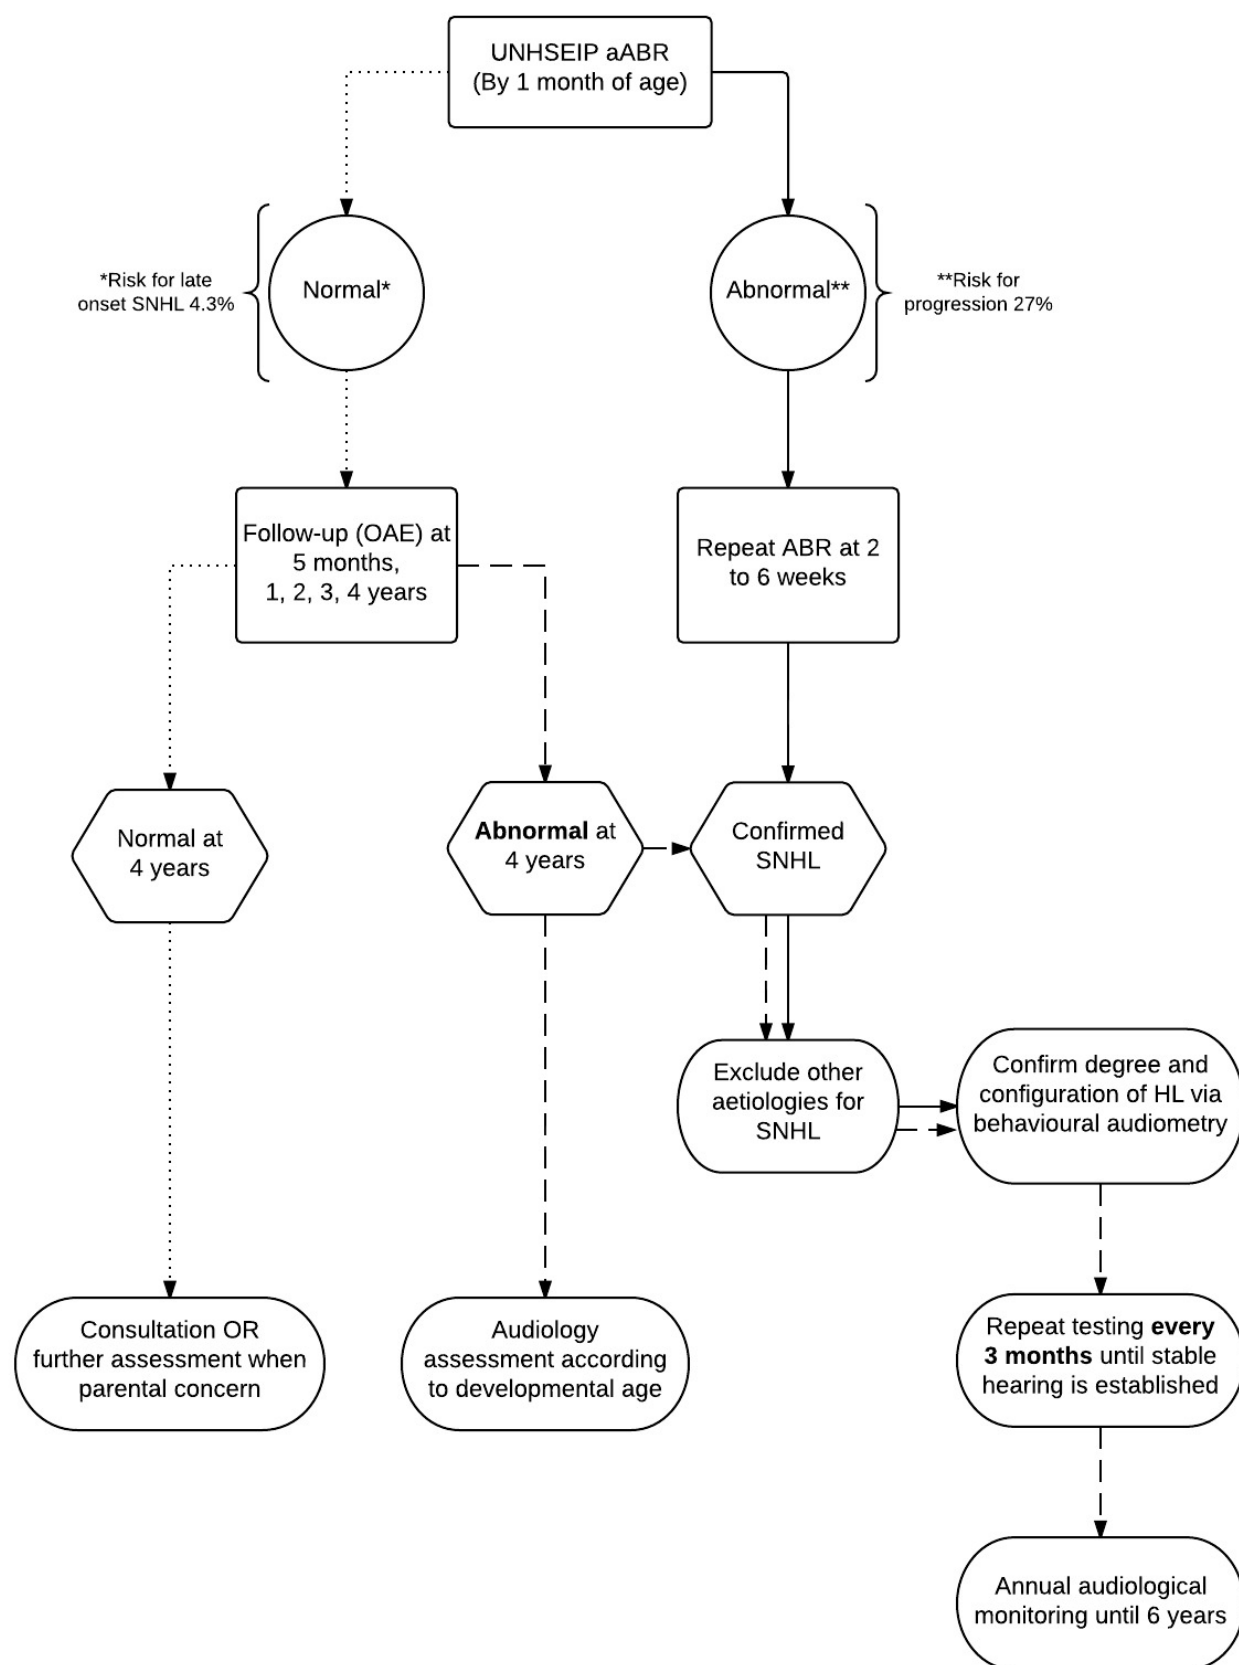 UNHSEIP aABR
(By 1 month of age)
*Risk for late
onset SNHL 4.3%
Normal*
Abnormal**
**Risk for
progression 27%
Follow-up (OAE) at
5 months,
1, 2, 3, 4 years
Repeat ABR at 2
to 6 weeks
Normal at
4 years
Abnormal at
4 years
Confirmed
SNHL
Exclude other
aetiologies for
SNHL
Confirm degree and
configuration of HL via
behavioural audiometry
Consultation OR
further assessment when
parental concern
Audiology
assessment according
to developmental age
Repeat testing every
3 months until stable
hearing is established
Annual audiological
monitoring until 6 years